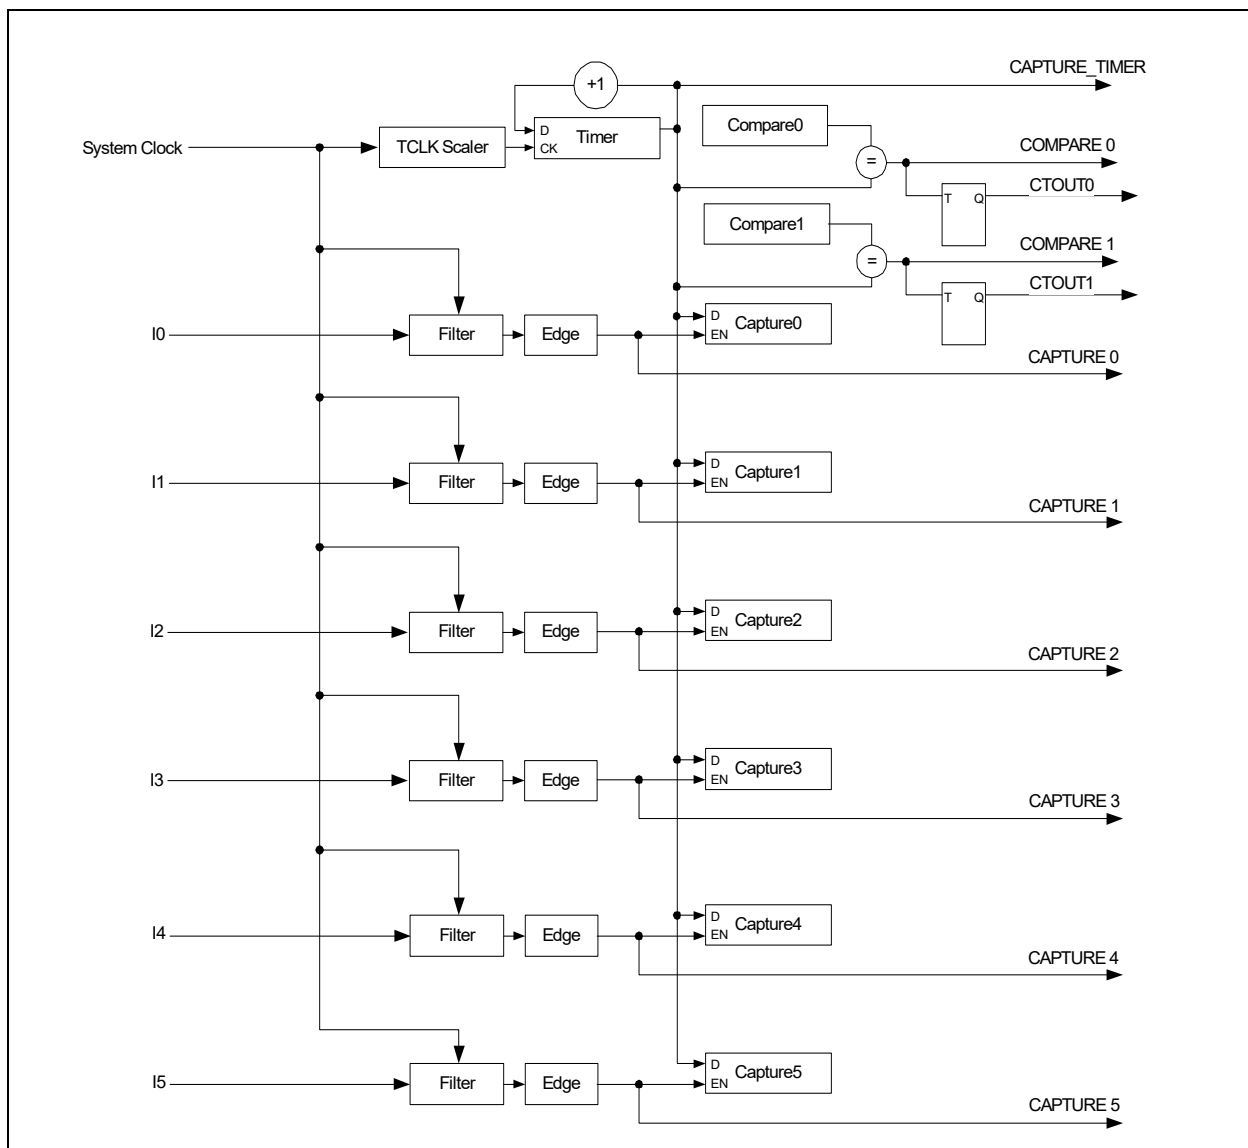 CAPTURE_TIMER
+1
Compare0
D
Timer
System Clock
TCLK Scaler
CK
COMPARE 0
=
CTOUT0
T Q
Compare1
COMPARE 1
=
CTOUT1
T Q
D
Capture0
I0
Filter
Edge
EN
CAPTURE 0
D
Capture1
I1
Filter
Edge
EN
CAPTURE 1
D
Capture2
I2
Filter
Edge
EN
CAPTURE 2
D
Capture3
I3
Filter
Edge
EN
CAPTURE 3
D
Capture4
I4
Filter
Edge
EN
CAPTURE 4
D
Capture5
I5
Filter
Edge
EN
CAPTURE 5